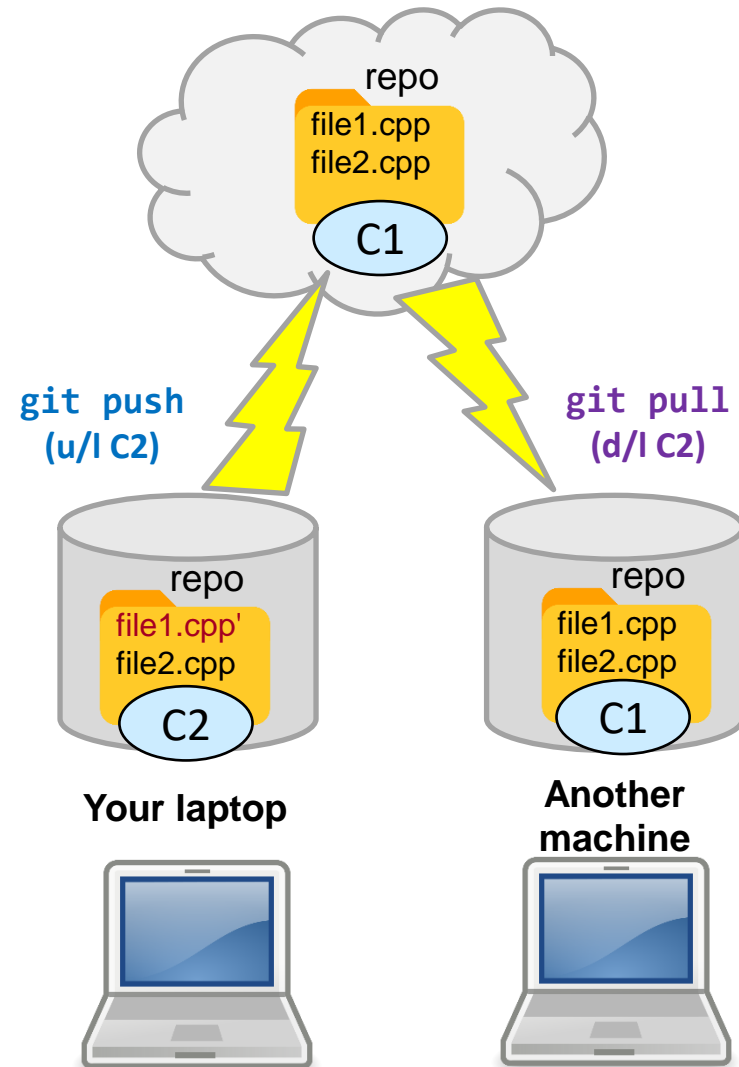 repo
file1.cpp
file2.cpp
C1
git push
(u/l C2)
git pull
(d/l C2)
repo
file1.cpp'
file2.cpp
C2
repo
file1.cpp
file2.cpp
C1
Your laptop
Another
machine